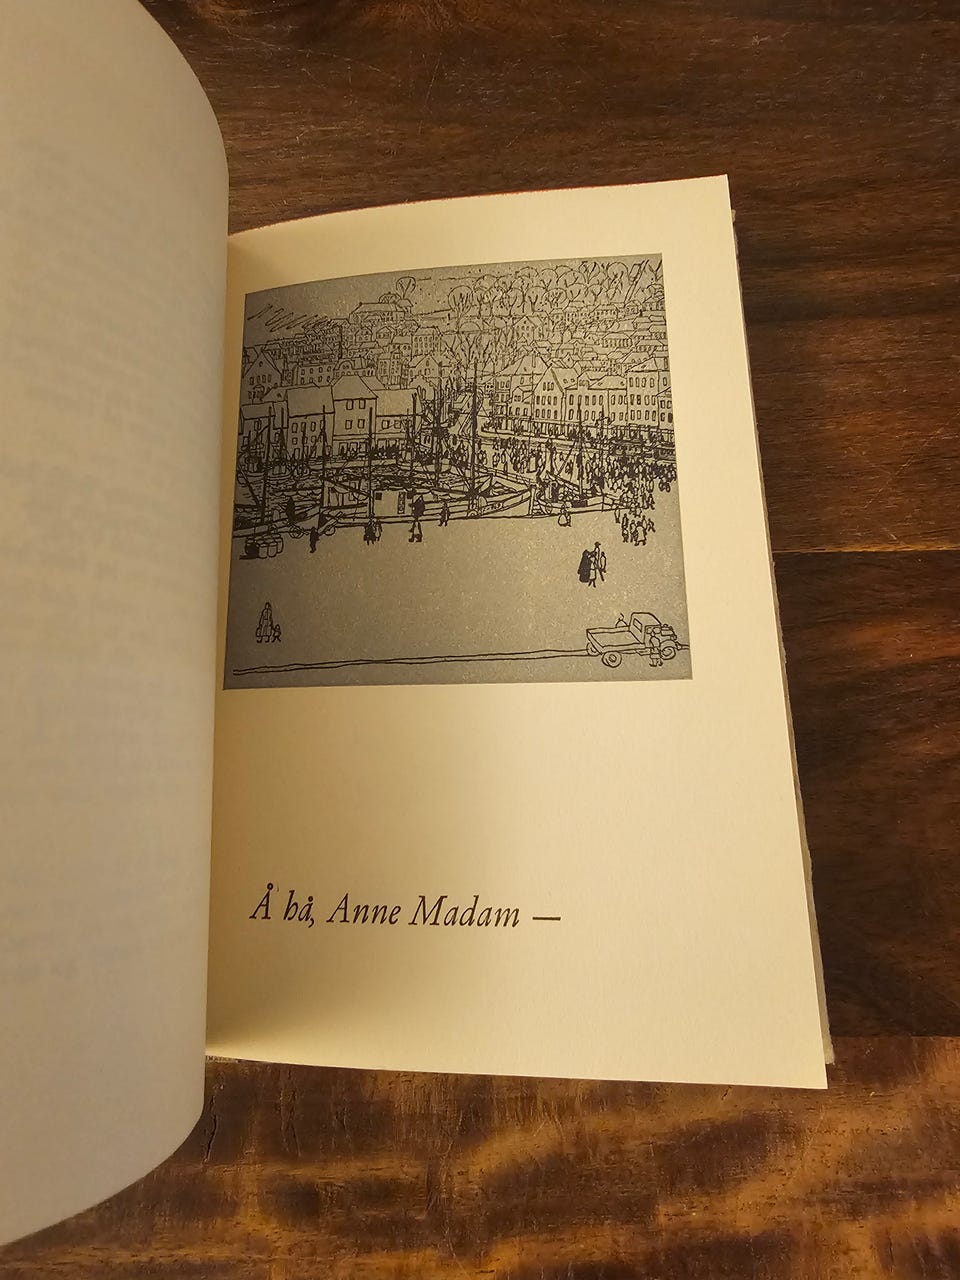 Å hå, Anne Madam —